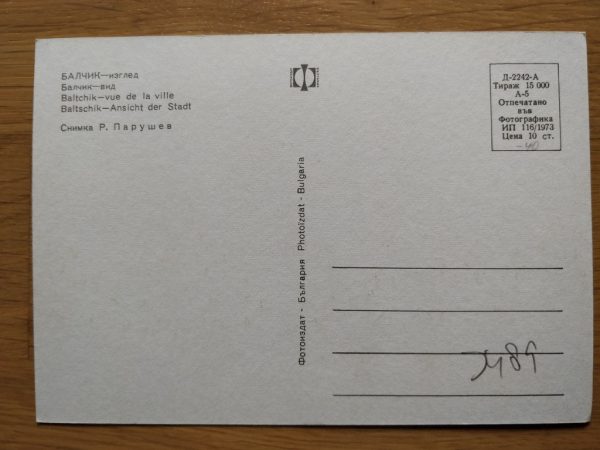 БАЛЧИК—изглед
Балчик—вид
Baltchik—vue de la ville
Baltschik—Ansicht der Stadt
Снимка Р. Парушев
Фотоиздат - България Photoizdat - Bulgaria
Д-2242-А
Тираж 15 000
А-5
Отпечатано
във
Фотографика
ИП 116/1973
Цена 10 ст.